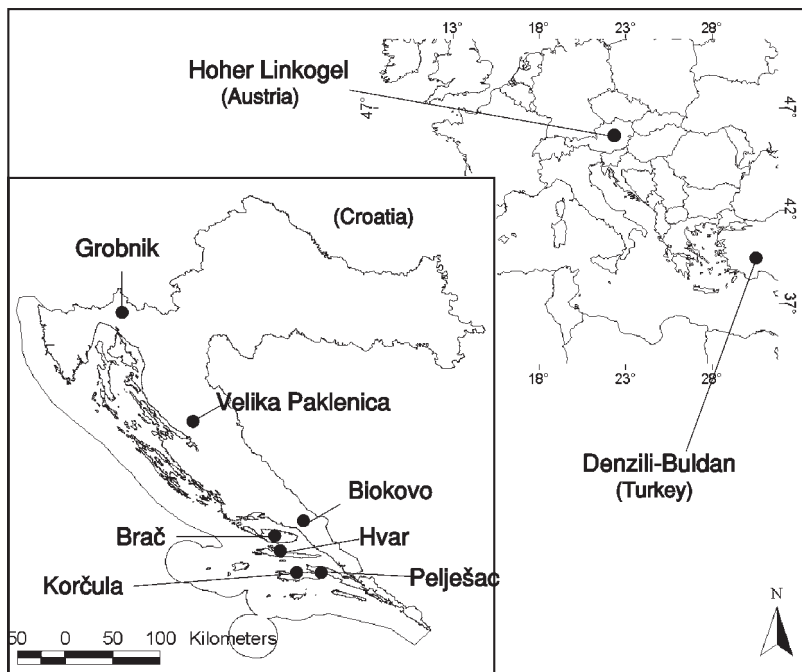 13° 18° 23° 28°
Hoher Linkogel
(Austria)
47°
47°
42°
37°
18° 23° 28°
(Croatia)
Grobnik
Velika Paklenica
Denzili-Buldan
(Turkey)
Biokovo
Brač
Hvar
Korčula
Pelješac
50 0 50 100 Kilometers
N